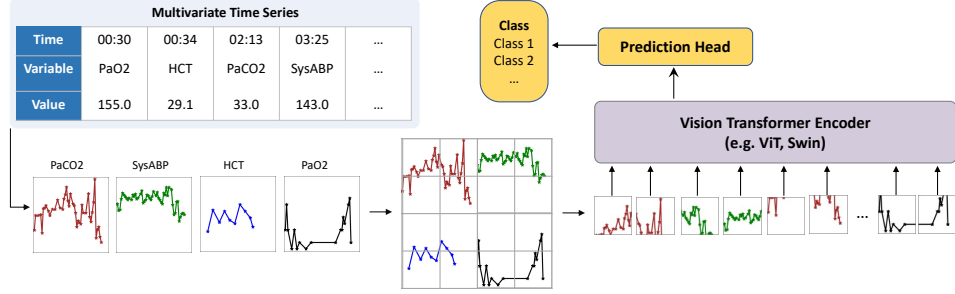 Multivariate Time Series
Time 00:30 00:34 02:13 03:25 ...
Variable PaO2 HCT PaCO2 SysABP ...
Value 155.0 29.1 33.0 143.0 ...
Class
Class 1
Class 2
...
Prediction Head
Vision Transformer Encoder
(e.g. ViT, Swin)
PaCO2 SysABP HCT PaO2
...